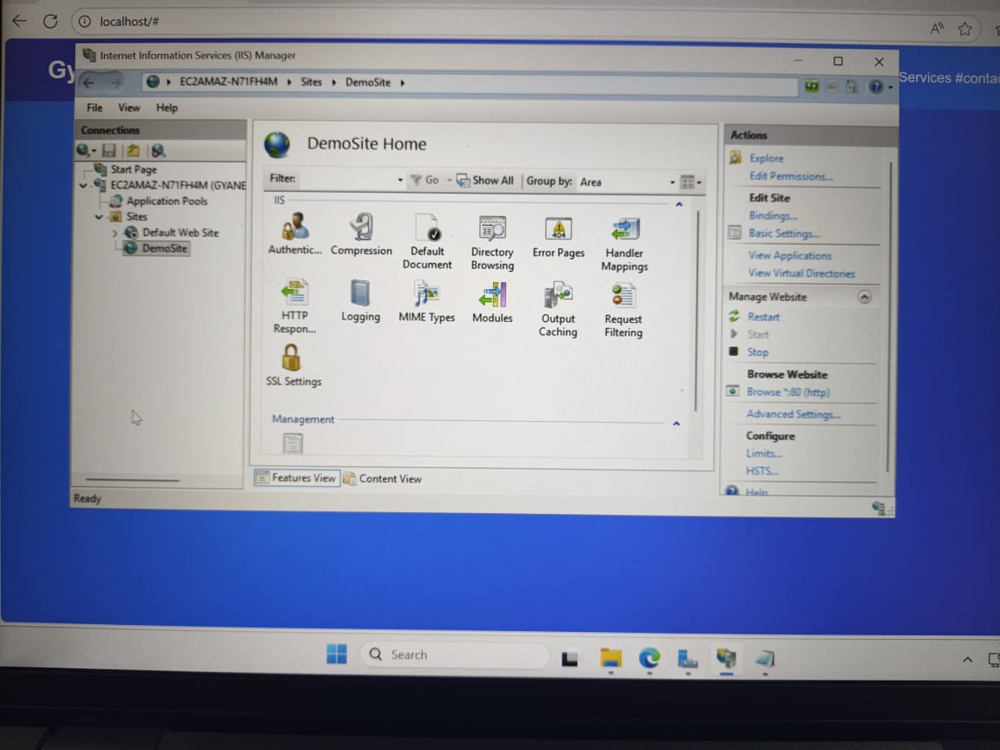 localhost/#
Gy
Services #conta
Internet Information Services (IIS) Manager
EC2AMAZ-N71FH4M
Sites
DemoSite
File View Help
Connections
Start Page
EC2AMAZ-N71FH4M (GYANE
Application Pools
Sites
Default Web Site
DemoSite
DemoSite Home
Filter:
Go
Show All
Group by: Area
IIS
Authentic...
Compression
Default
Document
Directory
Browsing
Error Pages
404
Handler
Mappings
HTTP
Respon...
Logging
MIME Types
Modules
Output
Caching
Request
Filtering
SSL Settings
Management
Features View
Content View
Actions
Explore
Edit Permissions...
Edit Site
Bindings...
Basic Settings...
View Applications
View Virtual Directories
Manage Website
Restart
Start
Stop
Browse Website
Browse *:80 (http)
Advanced Settings...
Configure
Limits...
HSTS...
Help
Ready
Search